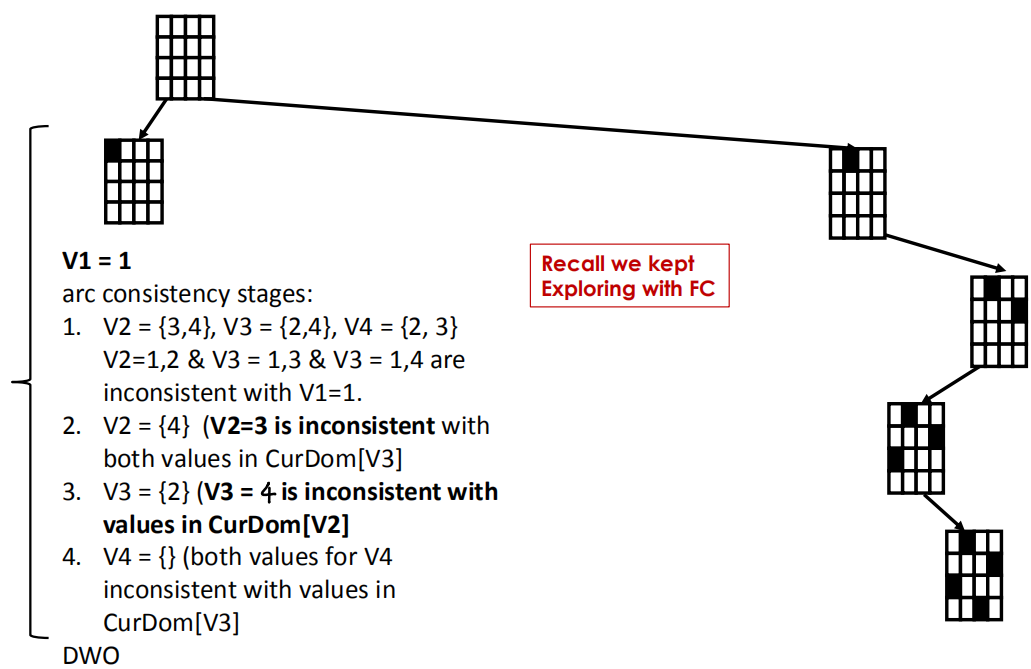 V1 = 1
arc consistency stages:
1. V2 = {3,4}, V3 = {2,4}, V4 = {2, 3}
V2=1,2 & V3 = 1,3 & V3 = 1,4 are
inconsistent with V1=1.
2. V2 = {4} (V2=3 is inconsistent with
both values in CurDom[V3]
3. V3 = {2} (V3 = 4 is inconsistent with
values in CurDom[V2]
4. V4 = {} (both values for V4
inconsistent with values in
CurDom[V3]
DWO
Recall we kept
Exploring with FC